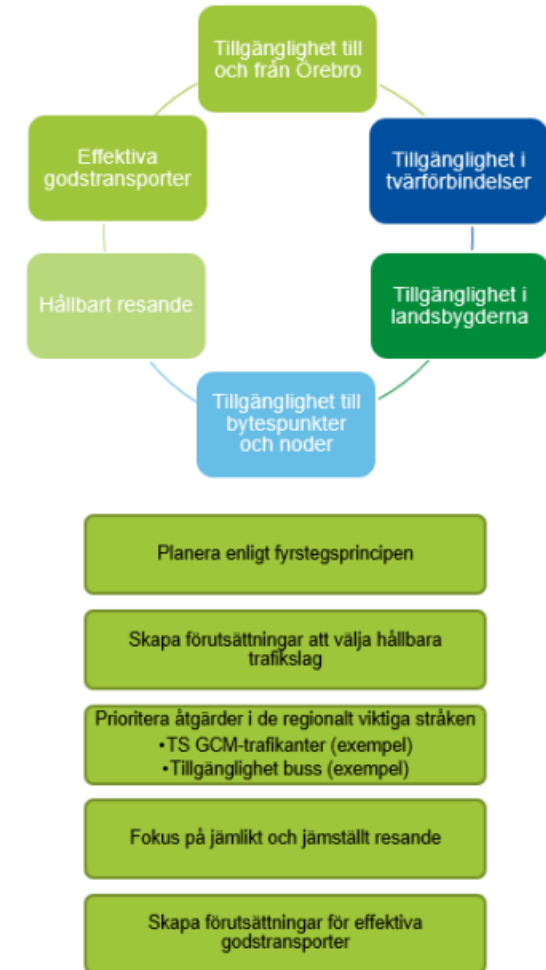 Tillgänglighet till
och från Örebro
Effektiva
godstransporter
Tillgänglighet i
tvärförbindelser
Hållbart resande
Tillgänglighet i
landsbygderna
Tillgänglighet till
bytespunkter
och noder
Planera enligt fyrstegsprincipen
Skapa förutsättningar att välja hållbara
trafikslag
Prioritera åtgärder i de regionalt viktiga stråken
•TS GCM-trafikanter (exempel)
•Tillgänglighet buss (exempel)
Fokus på jämlikt och jämställt resande
Skapa förutsättningar för effektiva
godstransporter